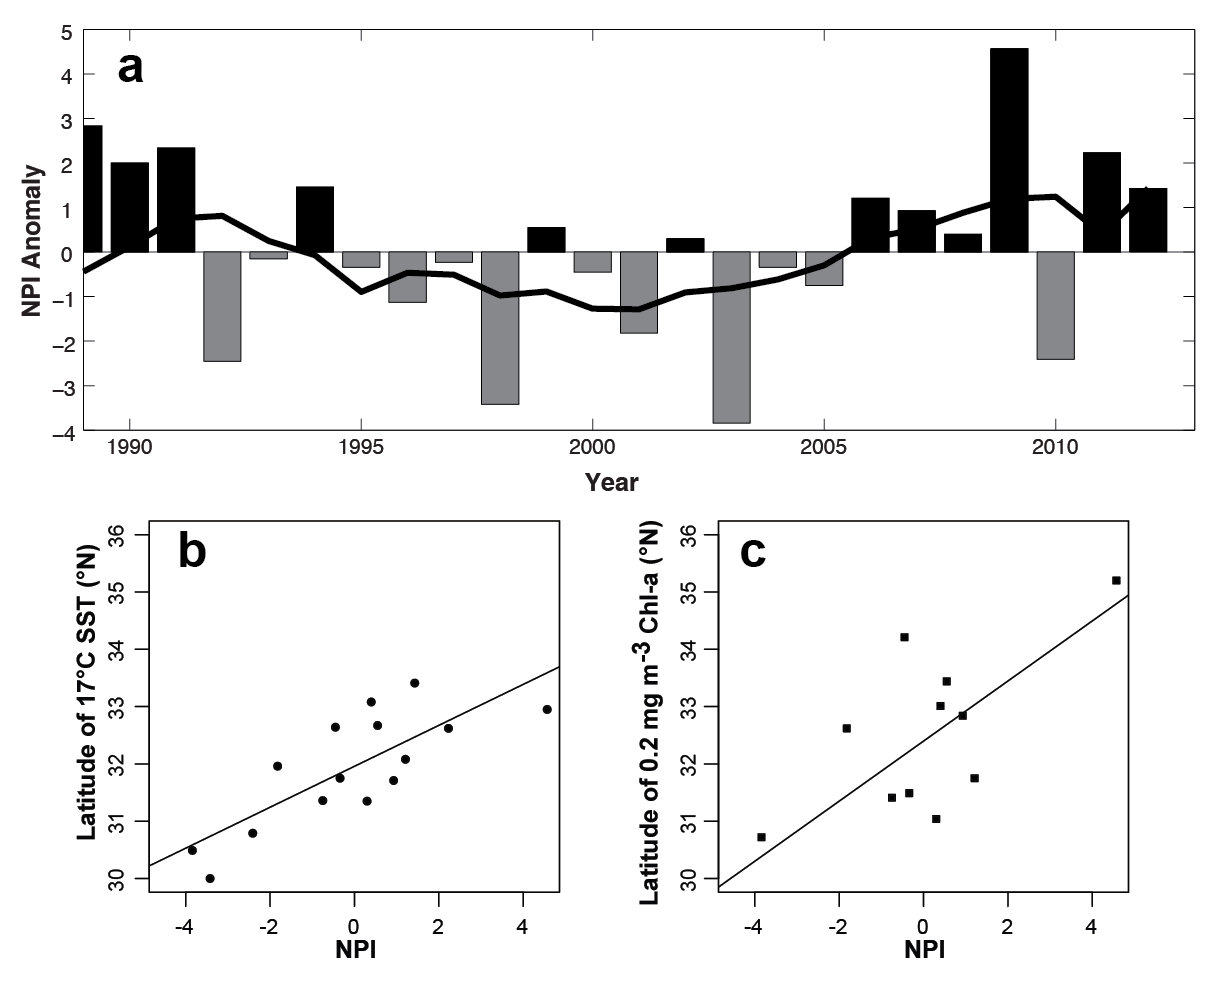 a
NPI Anomaly
5
4
3
2
1
0
−1
−2
−3
−4
1990 1995 2000 2005 2010
Year
b
Latitude of 17°C SST (°N)
36
35
34
33
32
31
30
-4 -2 0 2 4
NPI
c
Latitude of 0.2 mg m-3 Chl-a (°N)
36
35
34
33
32
31
30
-4 -2 0 2 4
NPI